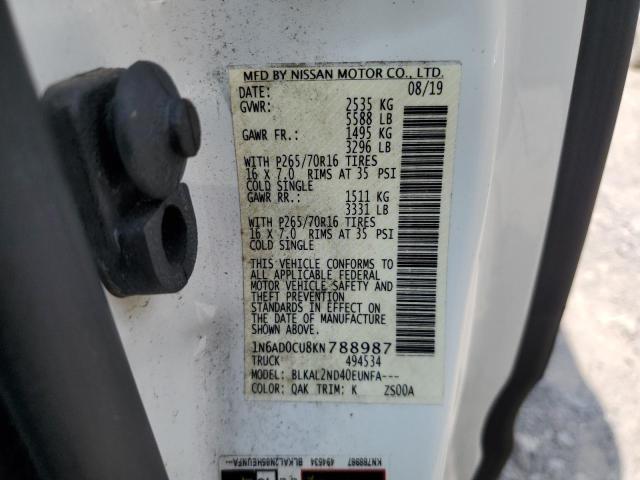 MFD BY NISSAN MOTOR CO., LTD.
DATE: 08/19
GVWR: 2535 KG
5588 LB
GAWR FR.: 1495 KG
3296 LB
WITH P265/70R16 TIRES
16 X 7.0 RIMS AT 35 PSI
COLD SINGLE
GAWR RR.: 1511 KG
3331 LB
WITH P265/70R16 TIRES
16 X 7.0 RIMS AT 35 PSI
COLD SINGLE
THIS VEHICLE CONFORMS TO
ALL APPLICABLE FEDERAL
MOTOR VEHICLE SAFETY AND
THEFT PREVENTION
STANDARDS IN EFFECT ON
THE DATE OF MANUFACTURE
SHOWN ABOVE.
1N6AD0CU8KN788987
TRUCK 494534
MODEL: BLKAL2ND40EUNFA---
COLOR: QAK TRIM: K ZS00A
KN788987 494534